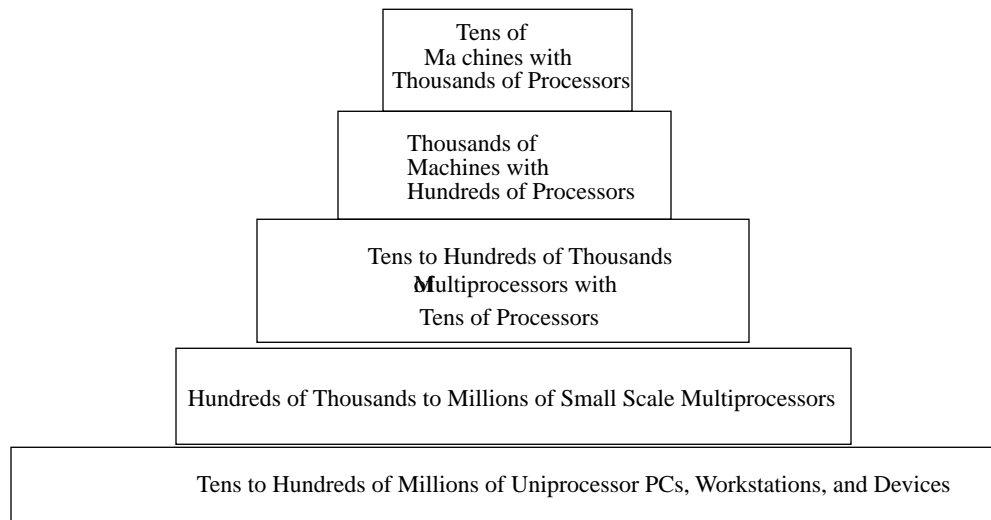 Tens of
Ma chines with
Thousands of Processors
Thousands of
Machines with
Hundreds of Processors
Tens to Hundreds of Thousands
of Multiprocessors with
Tens of Processors
Hundreds of Thousands to Millions of Small Scale Multiprocessors
Tens to Hundreds of Millions of Uniprocessor PCs, Workstations, and Devices